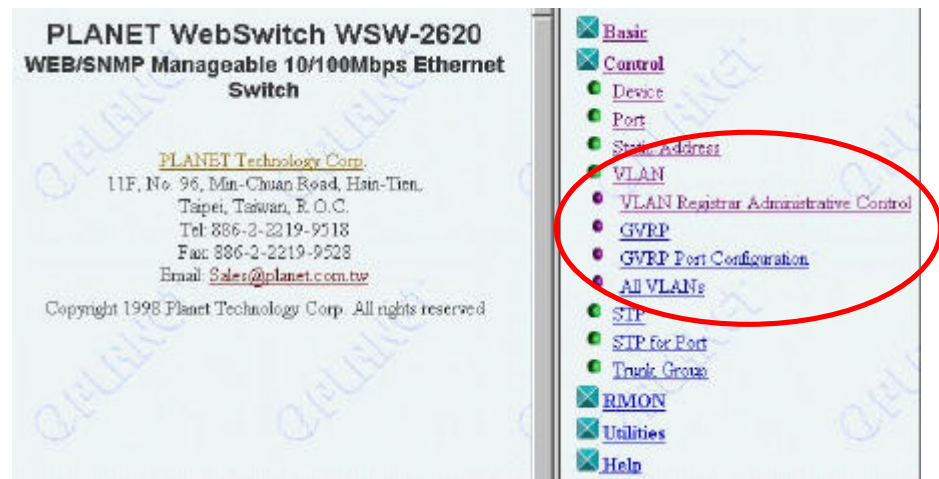 PLANET WebSwitch WSW-2620
WEB/SNMP Manageable 10/100Mbps Ethernet
Switch
PLANET Technology Corp.
11F, No. 96, Min-Chuan Road, Hsin-Tien,
Taipei, Taiwan, R.O.C.
Tel: 886-2-2219-9518
Fax: 886-2-2219-9528
Email: Sales@planet.com.tw
Copyright 1998 Planet Technology Corp. All rights reserved
Basic
Control
Device
Port
Static Address
VLAN
VLAN Registrar Administrative Control
GVRP
GVRP Port Configuration
All VLANs
STP
STP for Port
Trunk Group
RMON
Utilities
Help